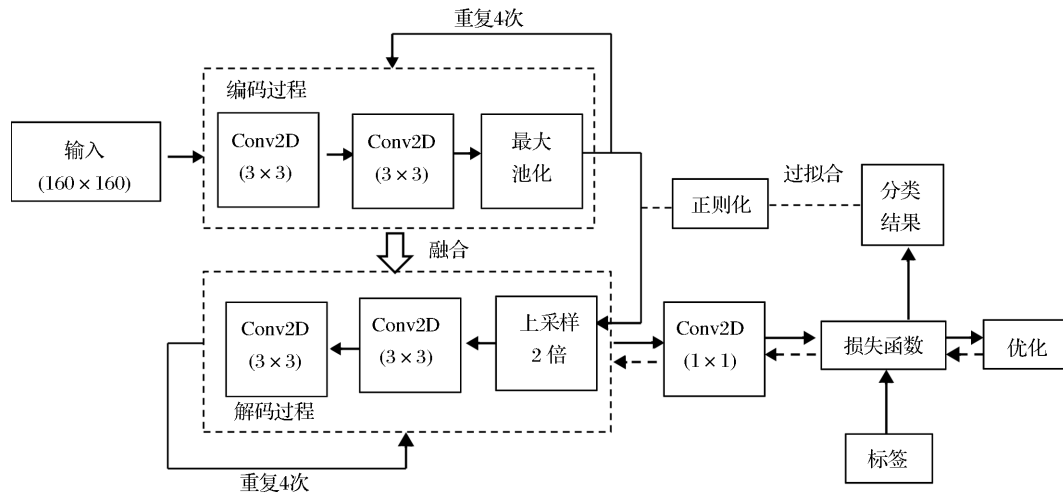 重复4次
编码过程
输入
(160×160)
Conv2D
(3×3)
Conv2D
(3×3)
最大
池化
过拟合
正则化
分类
结果
融合
Conv2D
(3×3)
Conv2D
(3×3)
上采样
2倍
Conv2D
(1×1)
损失函数
优化
解码过程
标签
重复4次